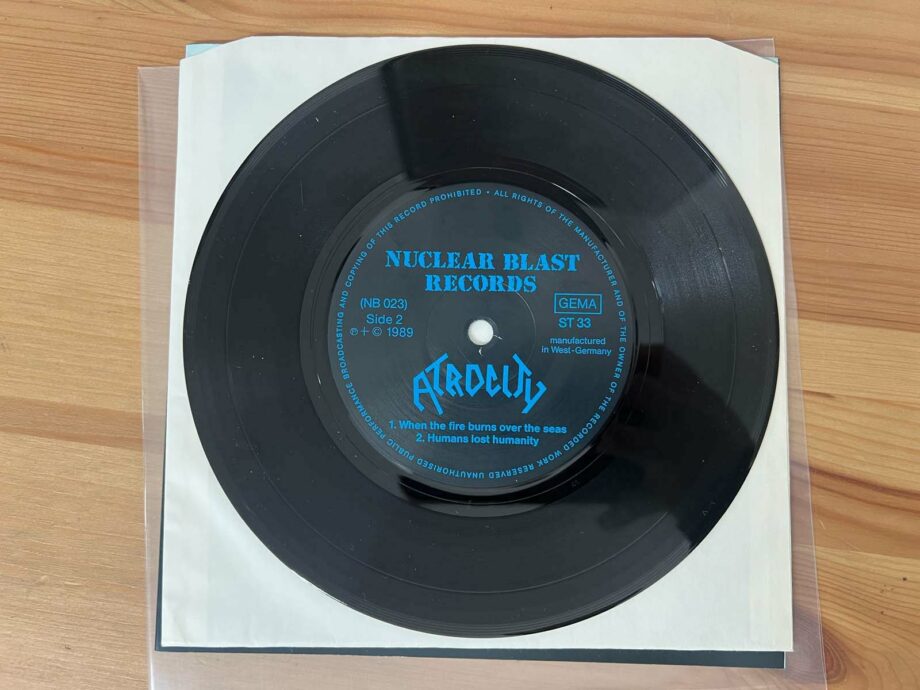 UNAUTHORISED PUBLIC PERFORMANCE BROADCASTING AND COPYING OF THIS RECORD PROHIBITED • ALL RIGHTS OF THE MANUFACTURER AND OF THE OWNER OF THE RECORDED WORK RESERVED
NUCLEAR BLAST
RECORDS
(NB 023)
Side 2
℗ + © 1989
GEMA
ST 33
manufactured
in West-Germany
ATROCITY
1. When the fire burns over the seas
2. Humans lost humanity